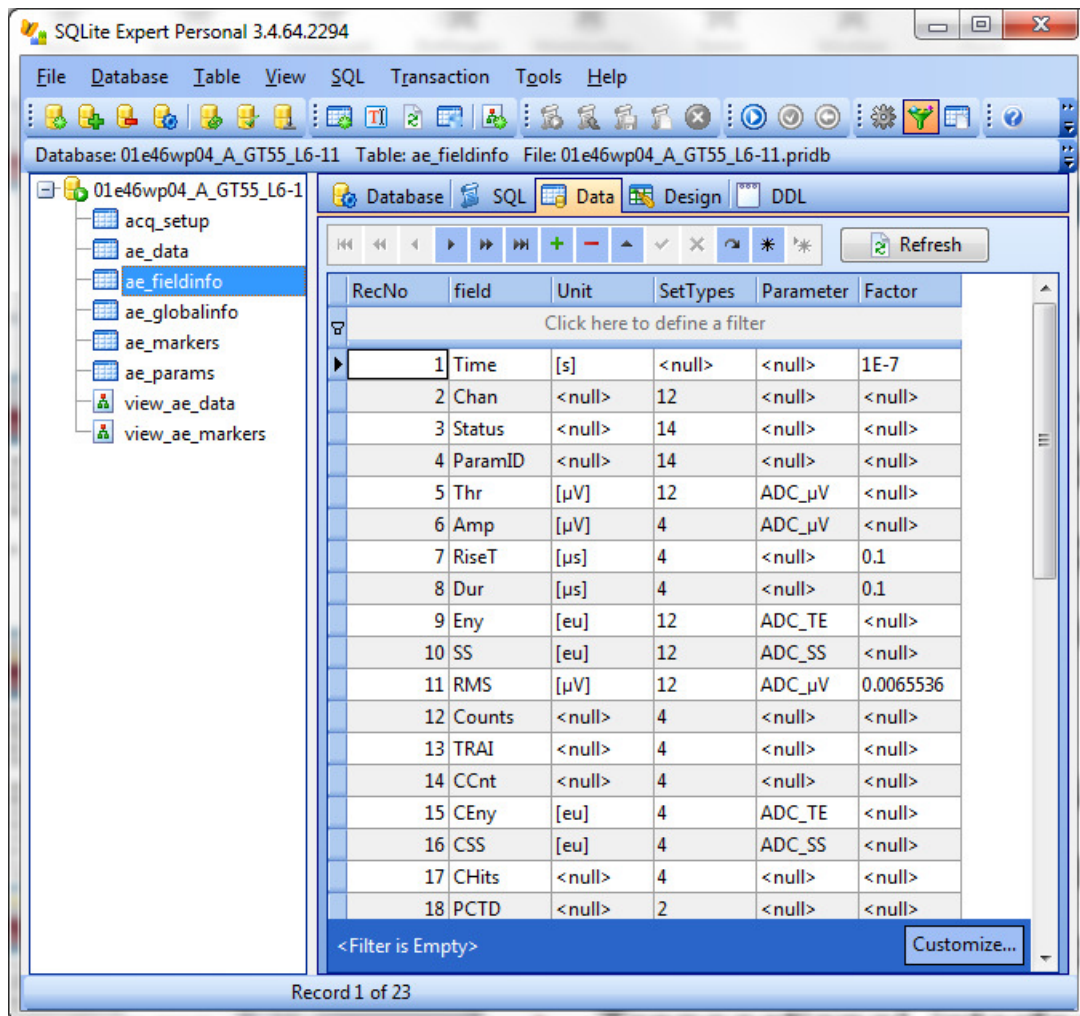 SQLite Expert Personal 3.4.64.2294
File Database Table View SQL Transaction Tools Help
Database: 01e46wp04_A_GT55_L6-11 Table: ae_fieldinfo File: 01e46wp04_A_GT55_L6-11.pridb
01e46wp04_A_GT55_L6-1
acq_setup
ae_data
ae_fieldinfo
ae_globalinfo
ae_markers
ae_params
view_ae_data
view_ae_markers
Database SQL Data Design DDL
Refresh
RecNo field Unit SetTypes Parameter Factor
Click here to define a filter
1 Time [s] <null> <null> 1E-7
2 Chan <null> 12 <null> <null>
3 Status <null> 14 <null> <null>
4 ParamID <null> 14 <null> <null>
5 Thr [µV] 12 ADC_µV <null>
6 Amp [µV] 4 ADC_µV <null>
7 RiseT [µs] 4 <null> 0.1
8 Dur [µs] 4 <null> 0.1
9 Eny [eu] 12 ADC_TE <null>
10 SS [eu] 12 ADC_SS <null>
11 RMS [µV] 12 ADC_µV 0.0065536
12 Counts <null> 4 <null> <null>
13 TRAI <null> 4 <null> <null>
14 CCnt <null> 4 <null> <null>
15 CEny [eu] 4 ADC_TE <null>
16 CSS [eu] 4 ADC_SS <null>
17 CHits <null> 4 <null> <null>
18 PCTD <null> 2 <null> <null>
<Filter is Empty> Customize...
Record 1 of 23